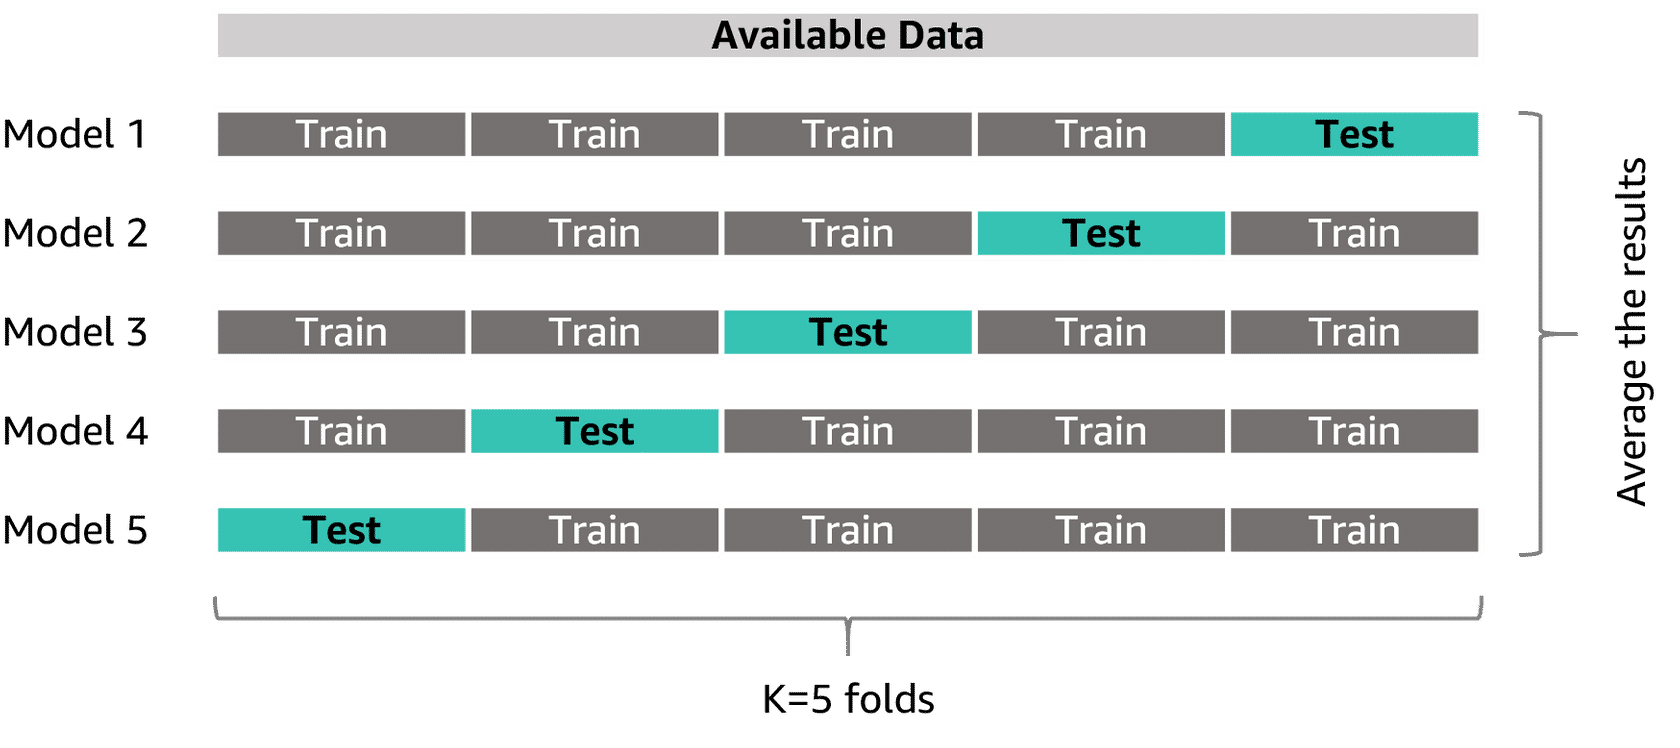 Available Data
Model 1 Train Train Train Train Test
Model 2 Train Train Train Test Train
Model 3 Train Train Test Train Train
Model 4 Train Test Train Train Train
Model 5 Test Train Train Train Train
Average the results
K=5 folds